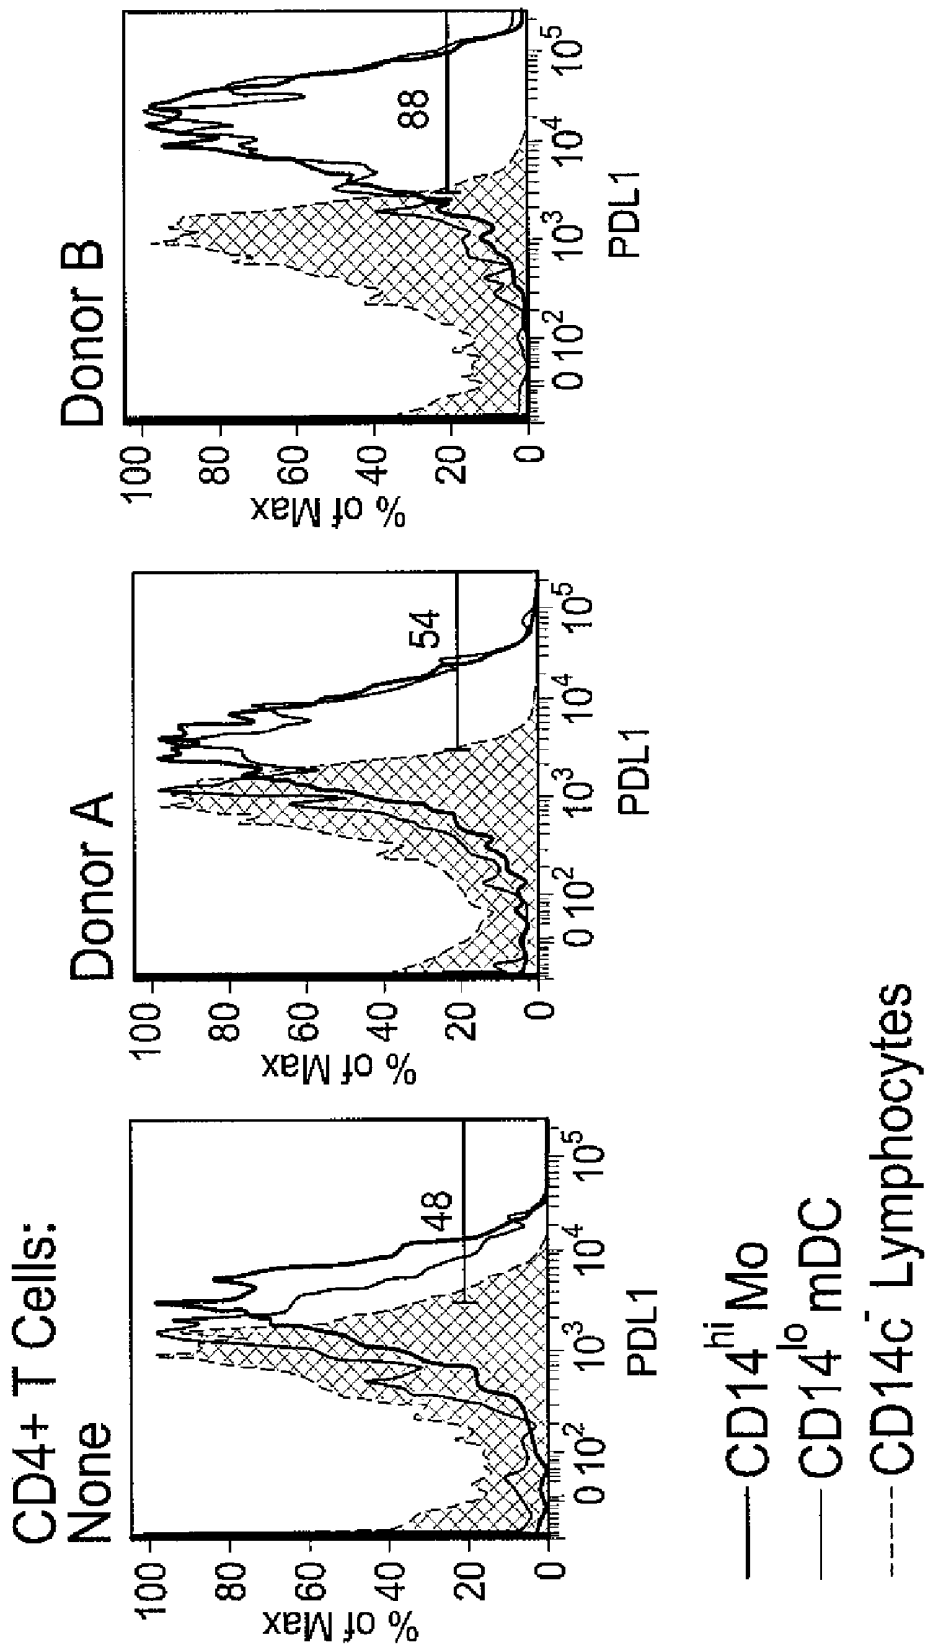 CD4+ T Cells:
None
Donor A
Donor B
100
80
60
40
20
0
% of Max
48
0 10² 10³ 10⁴ 10⁵
PDL1
100
80
60
40
20
0
% of Max
54
0 10² 10³ 10⁴ 10⁵
PDL1
100
80
60
40
20
0
% of Max
88
0 10² 10³ 10⁴ 10⁵
PDL1
CD14ʰⁱ Mo
CD14ˡᵒ mDC
CD14c⁻ Lymphocytes